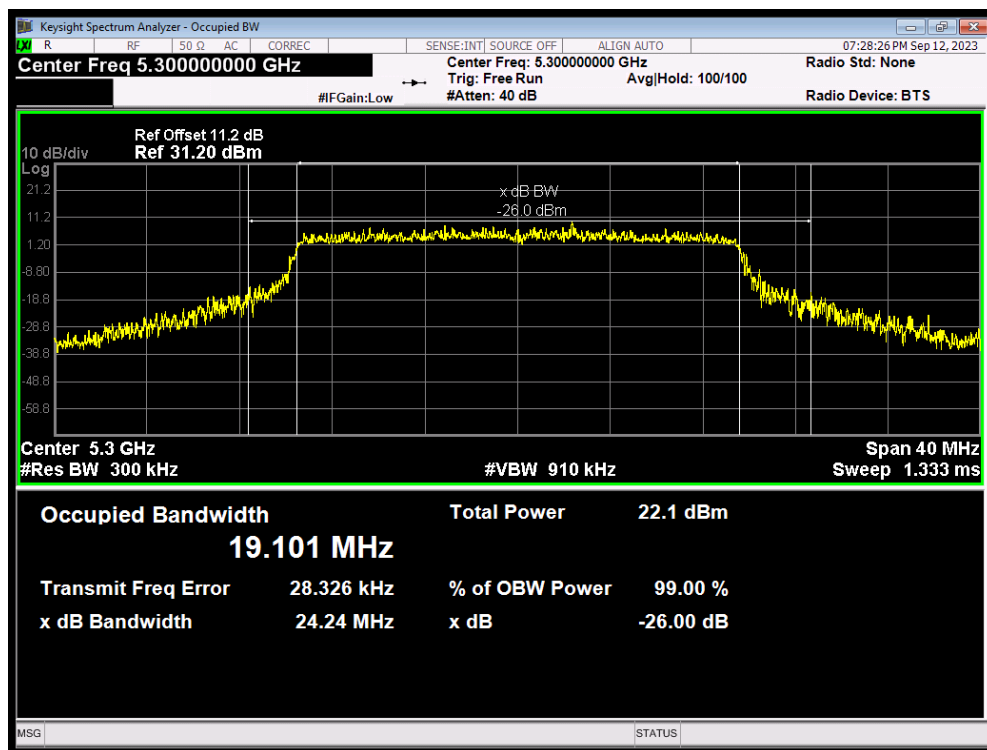 Keysight Spectrum Analyzer - Occupied BW
LXI R RF 50 Ω AC CORREC SENSE:INT SOURCE OFF ALIGN AUTO 07:28:26 PM Sep 12, 2023
Center Freq 5.300000000 GHz Center Freq: 5.300000000 GHz Radio Std: None
Trig: Free Run Avg|Hold: 100/100
#IFGain:Low #Atten: 40 dB Radio Device: BTS
Ref Offset 11.2 dB
10 dB/div Ref 31.20 dBm
Log
21.2
x dB BW
11.2
-26.0 dBm
1.20
-8.80
-18.8
-28.8
-38.8
-48.8
-58.8
Center 5.3 GHz Span 40 MHz
#Res BW 300 kHz #VBW 910 kHz Sweep 1.333 ms
Occupied Bandwidth Total Power 22.1 dBm
19.101 MHz
Transmit Freq Error 28.326 kHz % of OBW Power 99.00 %
x dB Bandwidth 24.24 MHz x dB -26.00 dB
MSG STATUS